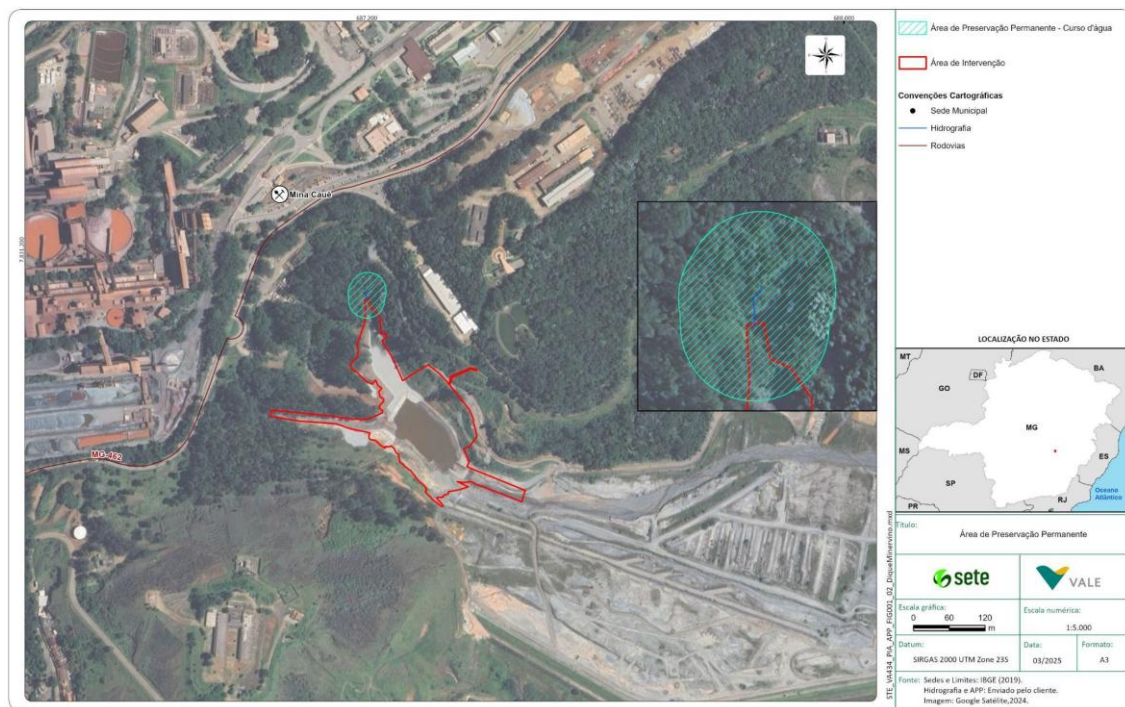 687.200
688.000
7.821.200
Mina Cauê
MG-462
Área de Preservação Permanente - Curso d'água
Área de Intervenção
Convenções Cartográficas
Sede Municipal
Hidrografia
Rodovias
LOCALIZAÇÃO NO ESTADO
MT
BA
DF
GO
MG
MS
ES
SP
RJ
PR
Oceano
Atlântico
STE_VA434_PIA_APP_FIG001_02_DiqueMinervino.mxd
Título:
Área de Preservação Permanente
sete
VALE
Escala gráfica:
0 60 120
m
Escala numérica:
1:5.000
Datum:
SIRGAS 2000 UTM Zone 23S
Data:
03/2025
Formato:
A3
Fonte: Sedes e Limites: IBGE (2019).
Hidrografia e APP: Enviado pelo cliente.
Imagem: Google Satélite,2024.